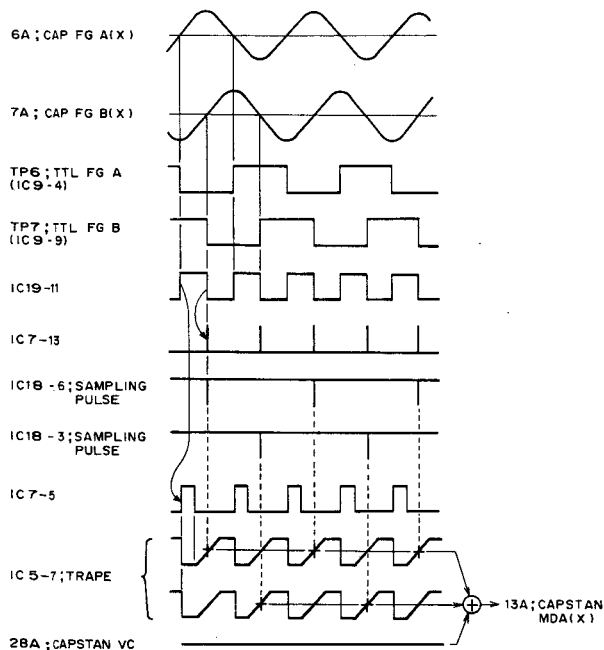 6A ; CAP FG A(X)
7A ; CAP FG B(X)
TP6 ; TTL FG A
(IC9-4)
TP7 ; TTL FG B
(IC9-9)
IC19-11
IC7-13
IC18-6 ; SAMPLING
PULSE
IC18-3 ; SAMPLING
PULSE
IC7-5
IC5-7 ; TRAPE
13A ; CAPSTAN
MDA(X)
28A ; CAPSTAN VC